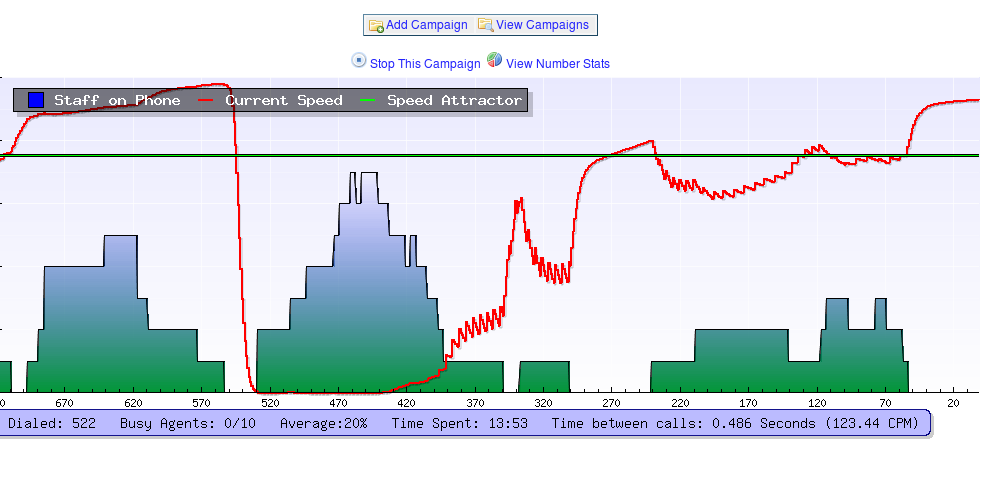 Add Campaign View Campaigns
Stop This Campaign View Number Stats
Staff on Phone Current Speed Speed Attractor
0 670 620 570 520 470 420 370 320 270 220 170 120 70 20
Dialed: 522 Busy Agents: 0/10 Average:20% Time Spent: 13:53 Time between calls: 0.486 Seconds (123.44 CPM)